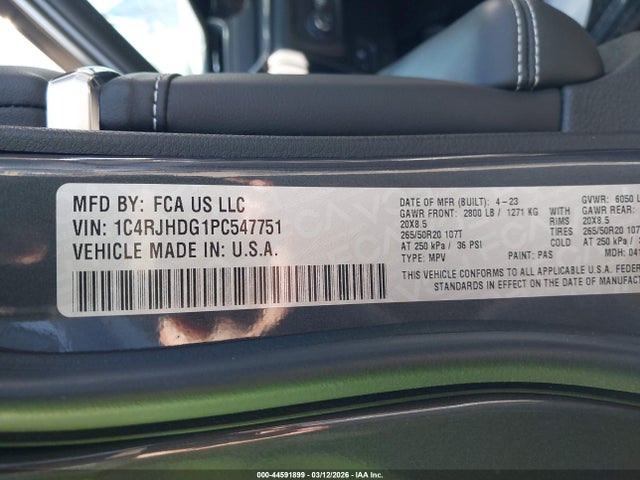 MFD BY: FCA US LLC
VIN: 1C4RJHDG1PC547751
VEHICLE MADE IN: U.S.A.
DATE OF MFR (BUILT): 4-23 GVWR: 6050 L
GAWR FRONT: 2800 LB / 1271 KG WITH GAWR REAR:
20X8.5 RIMS 20X8.5
265/50R20 107T TIRES 265/50R20 107
AT 250 kPa / 36 PSI COLD AT 250 kPa /
TYPE: MPV PAINT: PAS MDH: 041
THIS VEHICLE CONFORMS TO ALL APPLICABLE U.S.A. FEDERA
STANDARDS IN EFFECT ON THE DATE OF MANUFACT
000-44591899 - 03/12/2026 - IAA Inc.